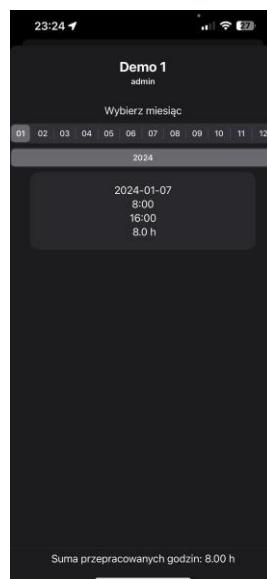 23:24
27
Demo 1
admin
Wybierz miesiąc
01 02 03 04 05 06 07 08 09 10 11 12
2024
2024-01-07
8:00
16:00
8.0 h
Suma przepracowanych godzin: 8.00 h